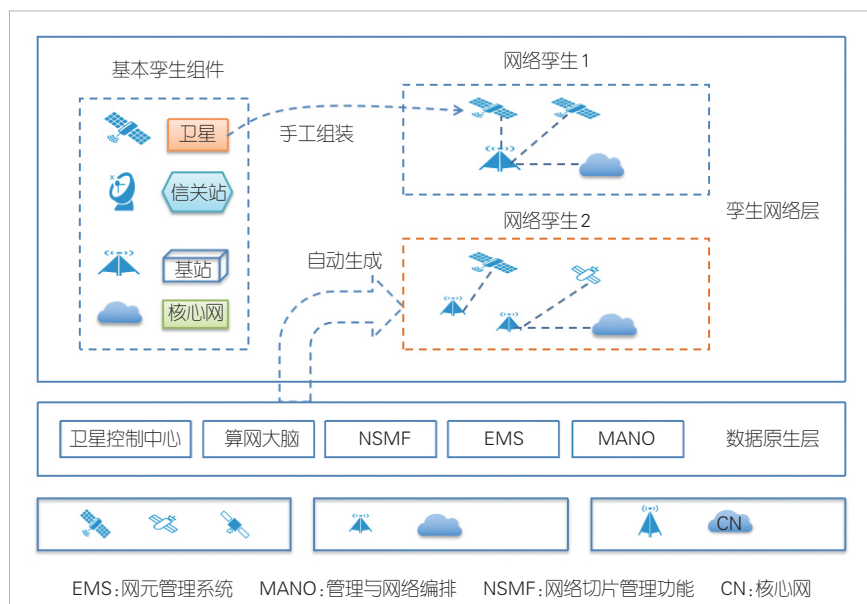 网络孪生1
基本孪生组件
卫星
手工组装
信关站
孪生网络层
网络孪生2
自动生成
基站
核心网
卫星控制中心
算网大脑
NSMF
EMS
MANO
数据原生层
CN
EMS:网元管理系统 MANO:管理与网络编排 NSMF:网络切片管理功能 CN:核心网